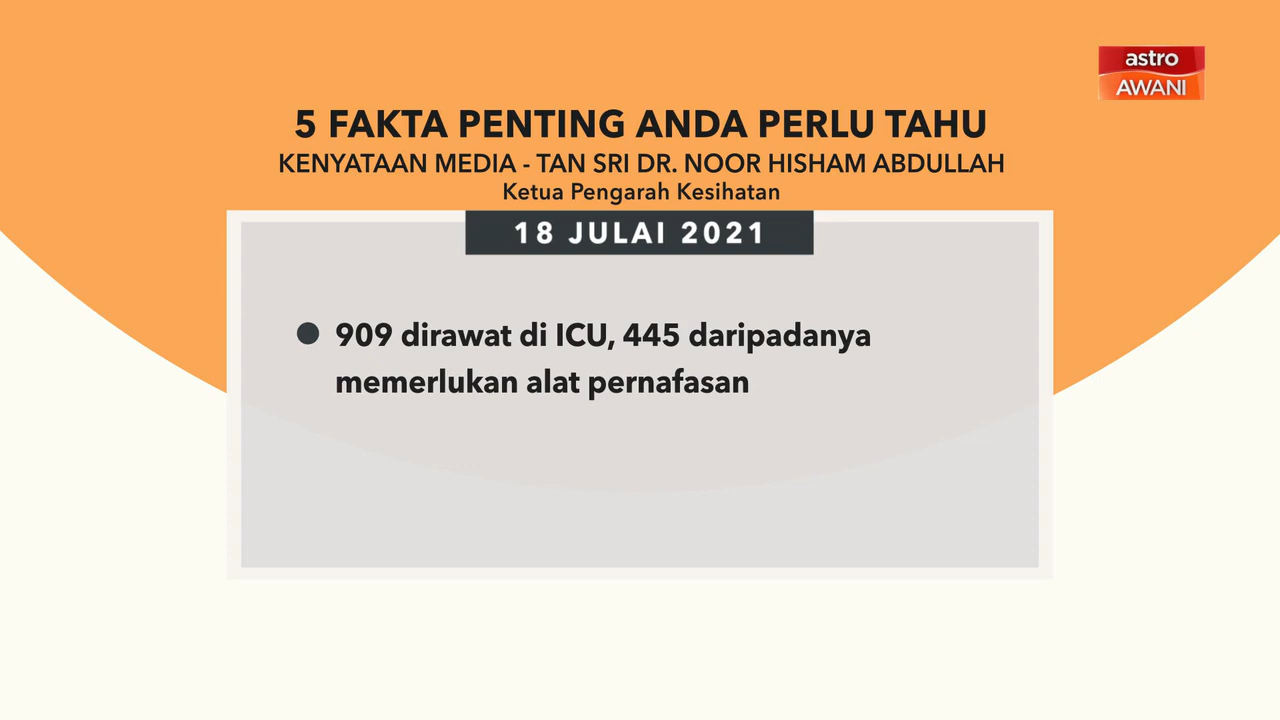 astro
AWANI
5 FAKTA PENTING ANDA PERLU TAHU
KENYATAAN MEDIA - TAN SRI DR. NOOR HISHAM ABDULLAH
Ketua Pengarah Kesihatan
18 JULAI 2021
● 909 dirawat di ICU, 445 daripadanya
memerlukan alat pernafasan